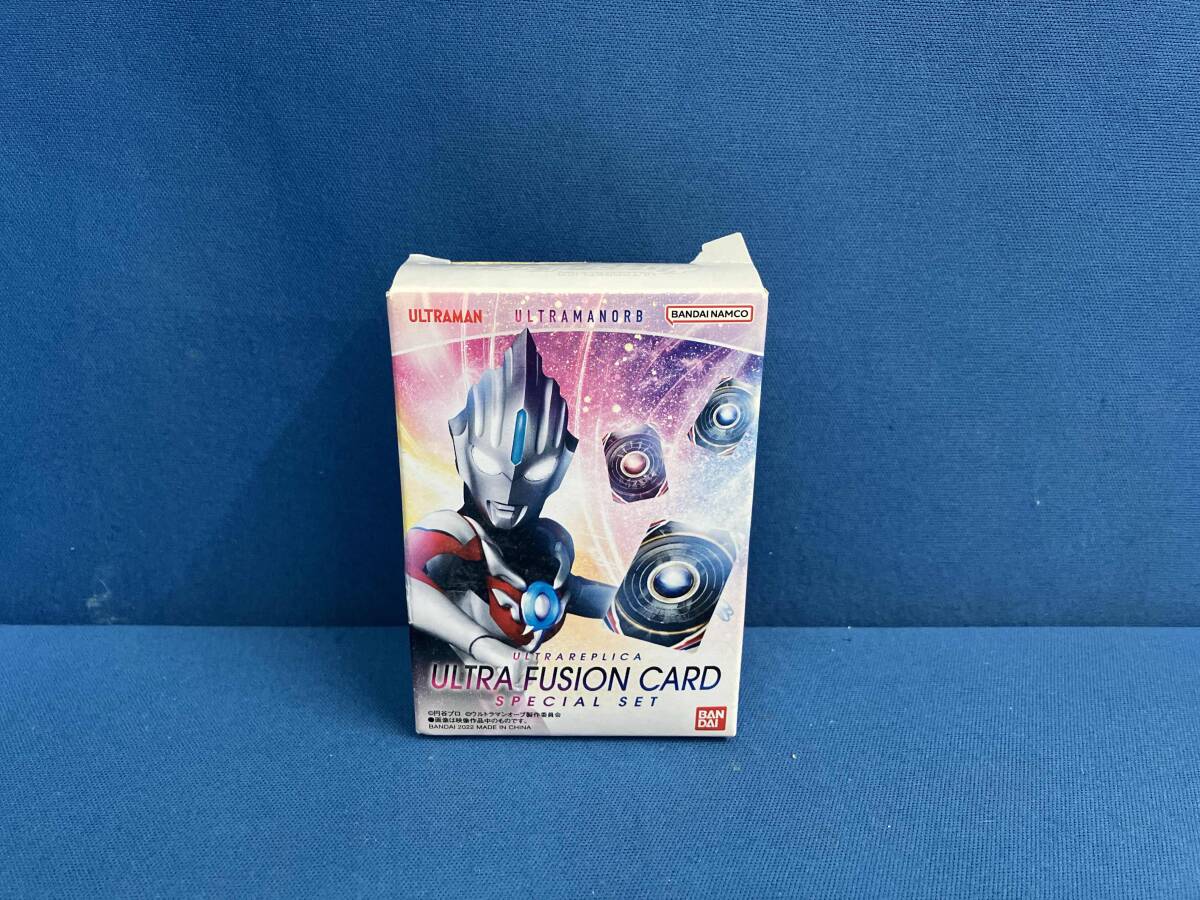 ULTRAMAN
ULTRAMANORB
BANDAI NAMCO
ULTRAREPLICA
ULTRA FUSION CARD
SPECIAL SET
©円谷プロ ©ウルトラマンオーブ製作委員会
●画像は映像作品中のものです。
BANDAI 2022 MADE IN CHINA
BAN
DAI